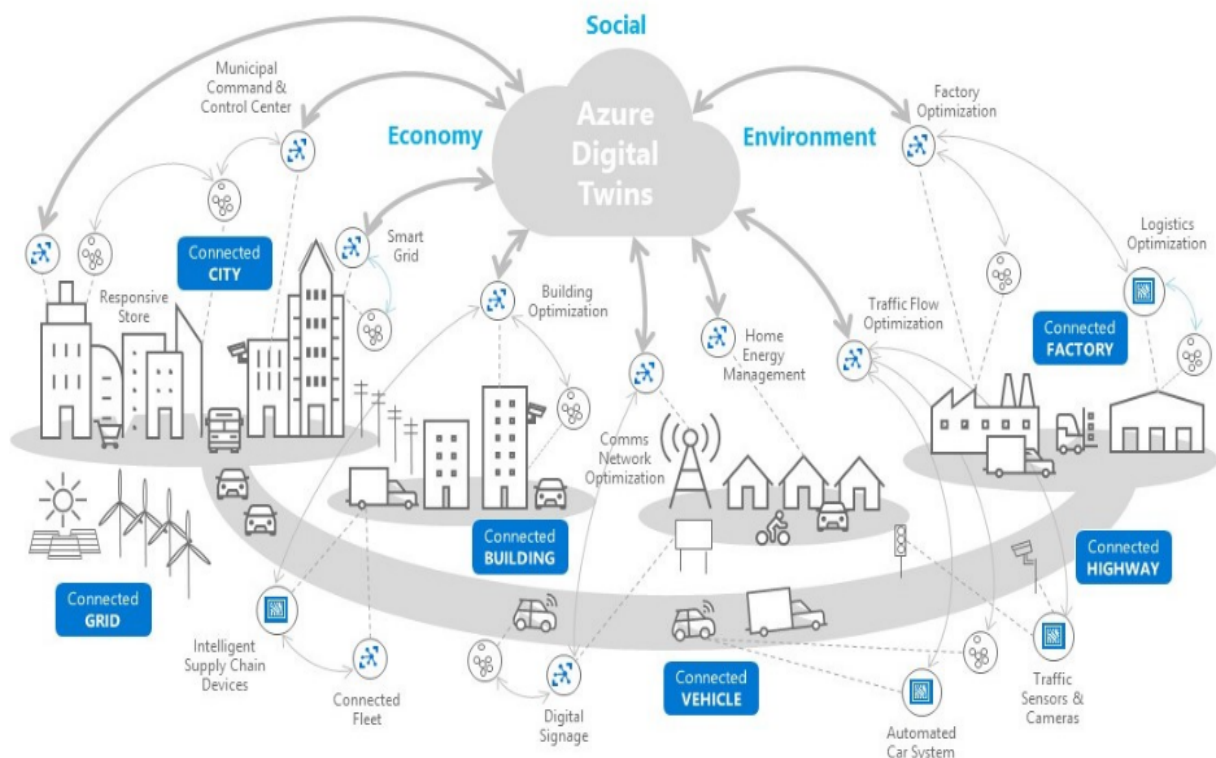 Social
Municipal
Command &
Control Center
Economy
Azure
Digital
Twins
Environment
Factory
Optimization
Connected
CITY
Smart
Grid
Responsive
Store
Building
Optimization
Home
Energy
Management
Traffic Flow
Optimization
Logistics
Optimization
Connected
FACTORY
Comms
Network
Optimization
Connected
BUILDING
Connected
HIGHWAY
Connected
GRID
Intelligent
Supply Chain
Devices
Connected
Fleet
Digital
Signage
Connected
VEHICLE
Automated
Car System
Traffic
Sensors &
Cameras